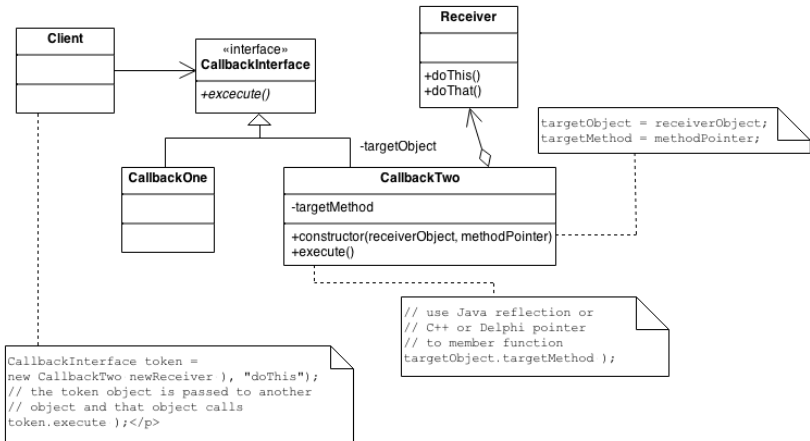 Client
«interface»
CallbackInterface
+excecute()
Receiver
+doThis()
+doThat()
targetObject = receiverObject;
targetMethod = methodPointer;
-targetObject
CallbackOne
CallbackTwo
-targetMethod
+constructor(receiverObject, methodPointer)
+execute()
// use Java reflection or
// C++ or Delphi pointer
// to member function
targetObject.targetMethod );
CallbackInterface token =
new CallbackTwo newReceiver ), "doThis");
// the token object is passed to another
// object and that object calls
token.execute );</p>